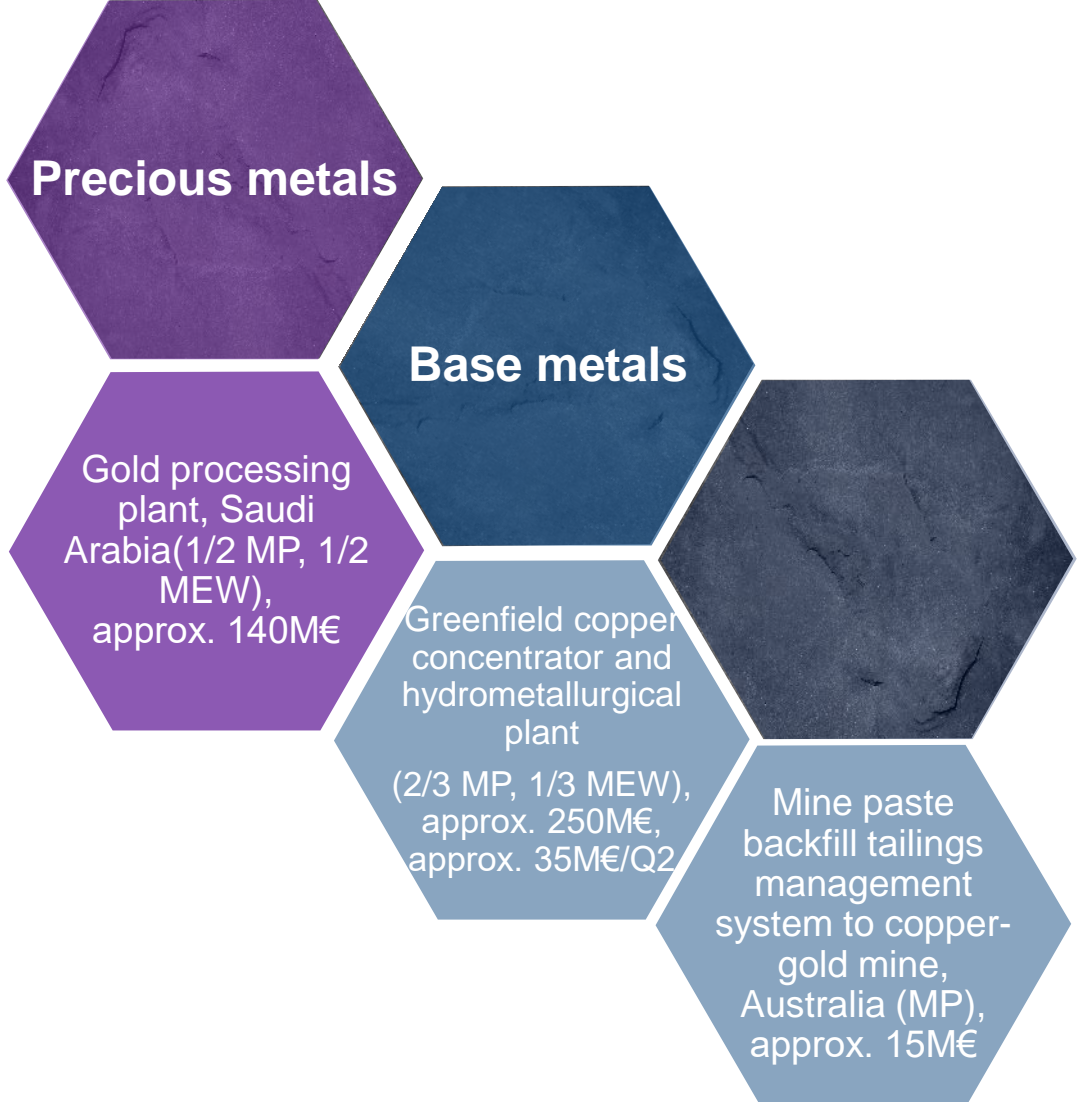 Precious metals
Base metals
Gold processing
plant, Saudi
Arabia(1/2 MP, 1/2
MEW),
approx. 140M€
Greenfield copper
concentrator and
hydrometallurgical
plant
(2/3 MP, 1/3 MEW),
approx. 250M€,
approx. 35M€/Q2
Mine paste
backfill tailings
management
system to copper-
gold mine,
Australia (MP),
approx. 15M€